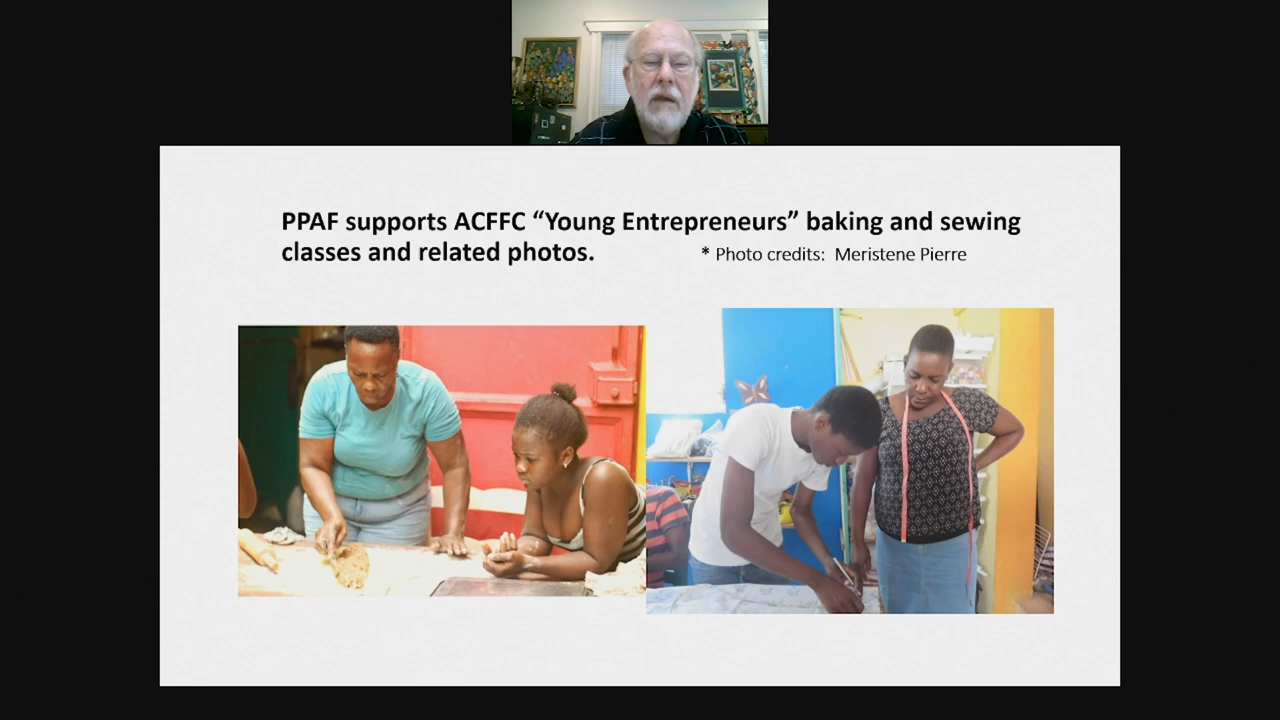 PPAF supports ACFFC “Young Entrepreneurs” baking and sewing
classes and related photos. * Photo credits:  Meristene Pierre